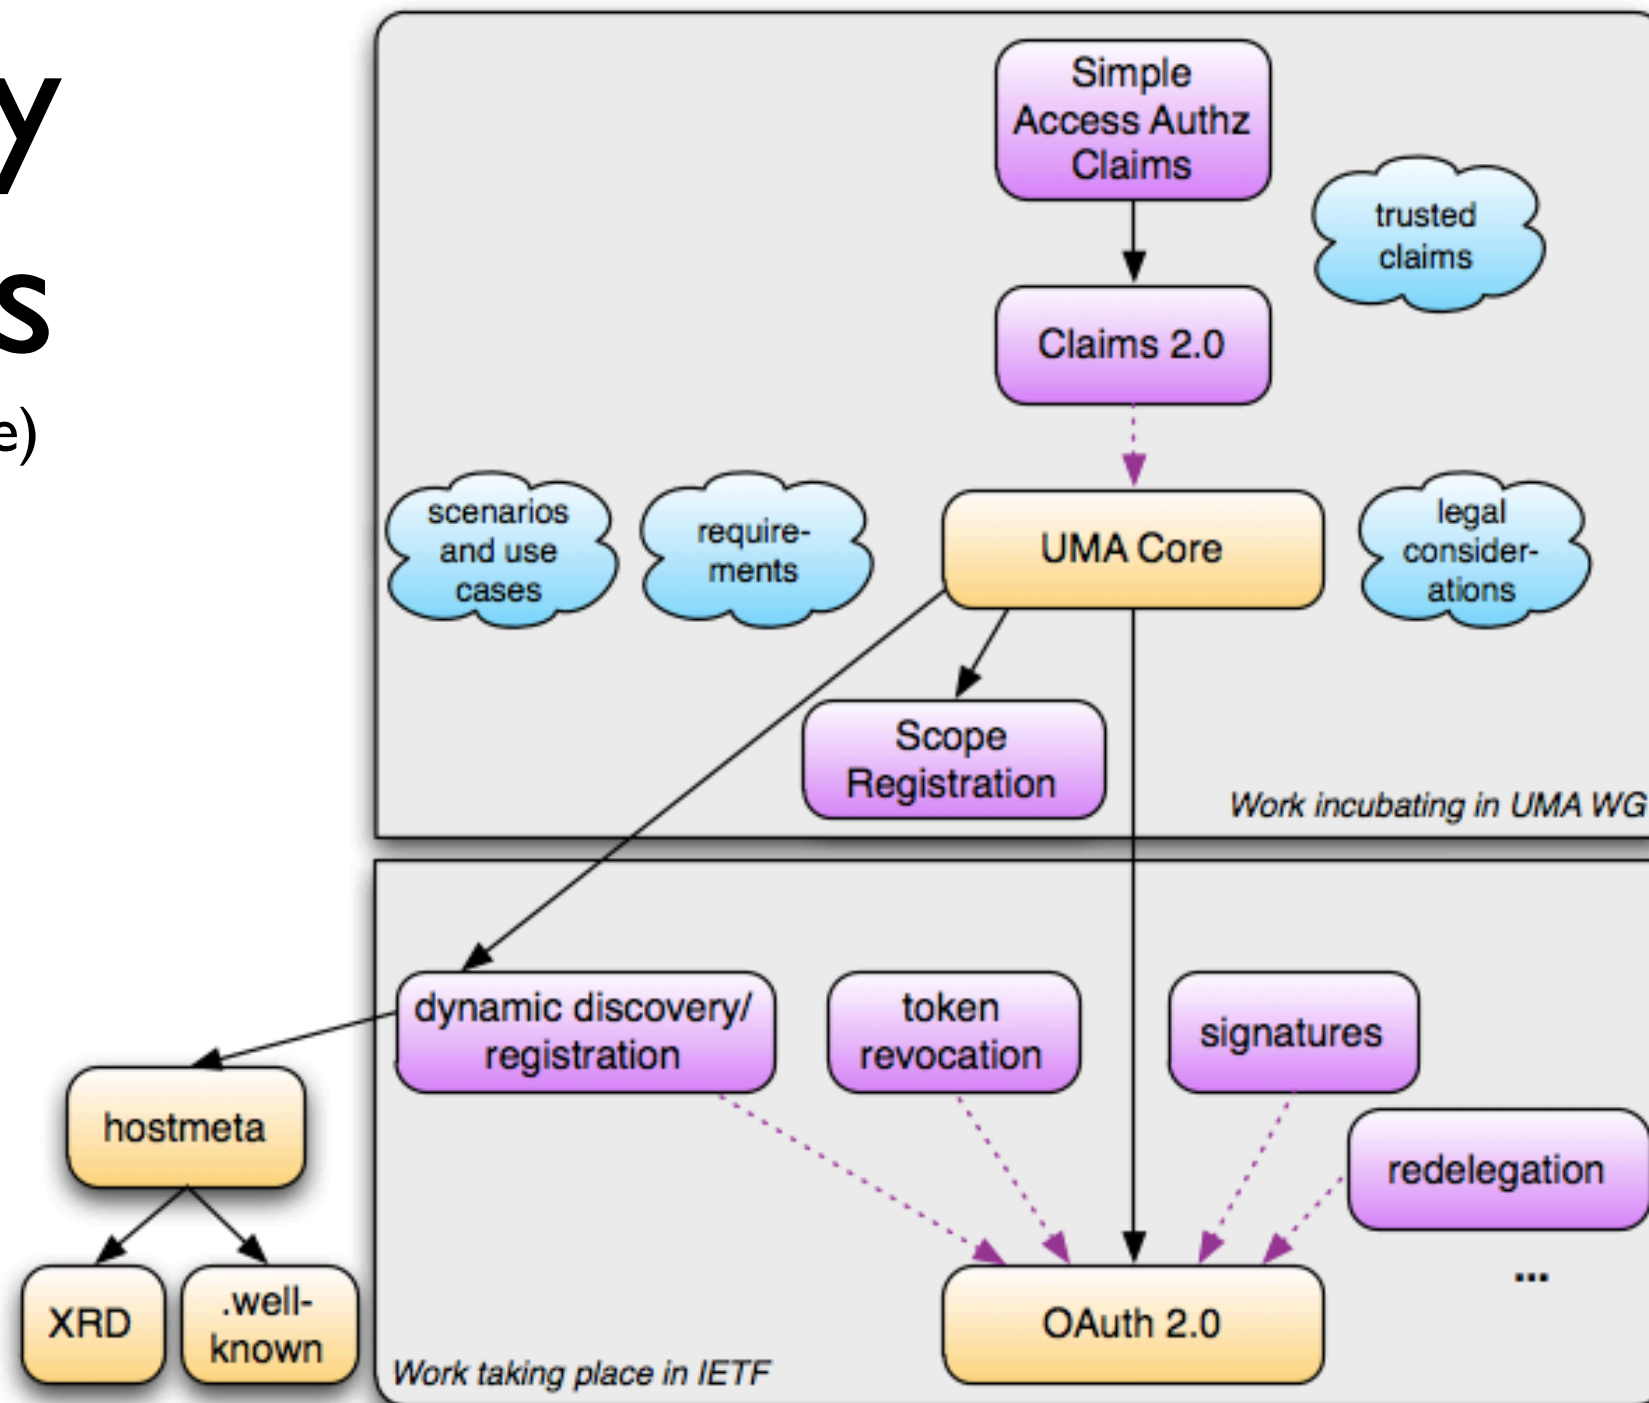 y
s
e)
Simple
Access Authz
Claims
trusted
claims
Claims 2.0
scenarios
and use
cases
require-
ments
UMA Core
legal
consider-
ations
Scope
Registration
Work incubating in UMA WG
dynamic discovery/
registration
token
revocation
signatures
redelegation
...
hostmeta
XRD
.well-
known
OAuth 2.0
Work taking place in IETF